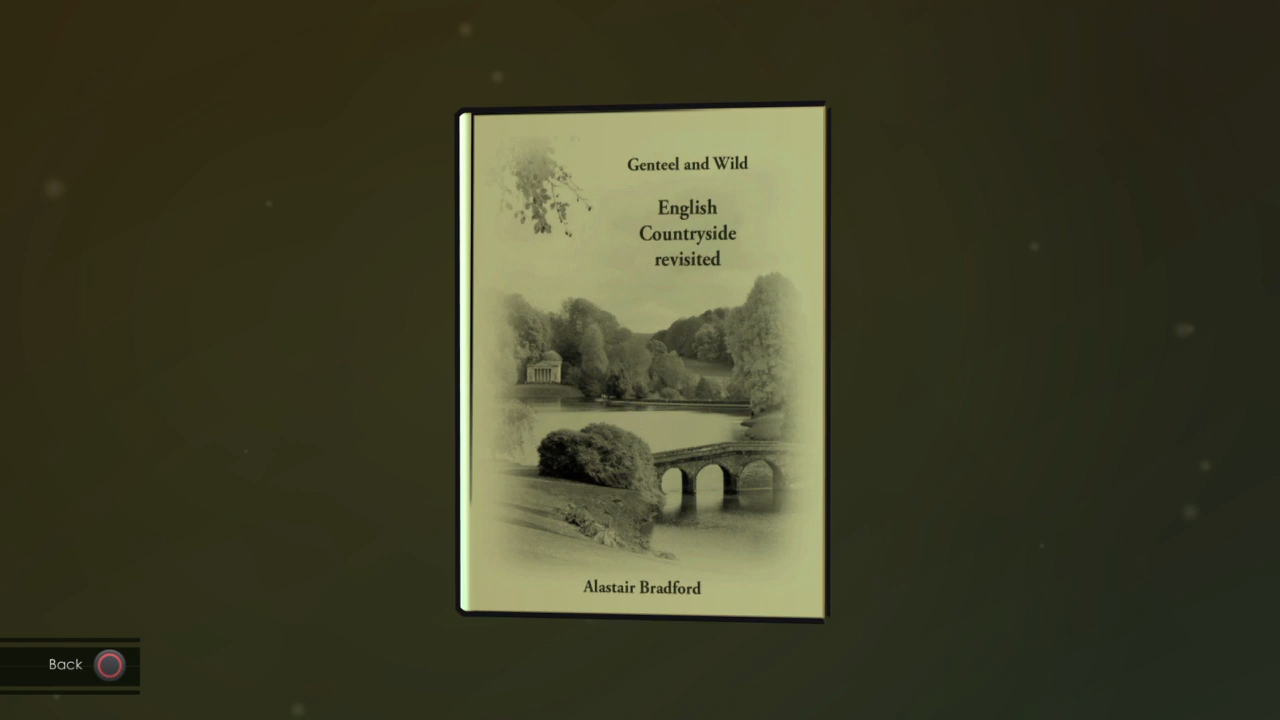 Genteel and Wild
English
Countryside
revisited
Alastair Bradford
Back